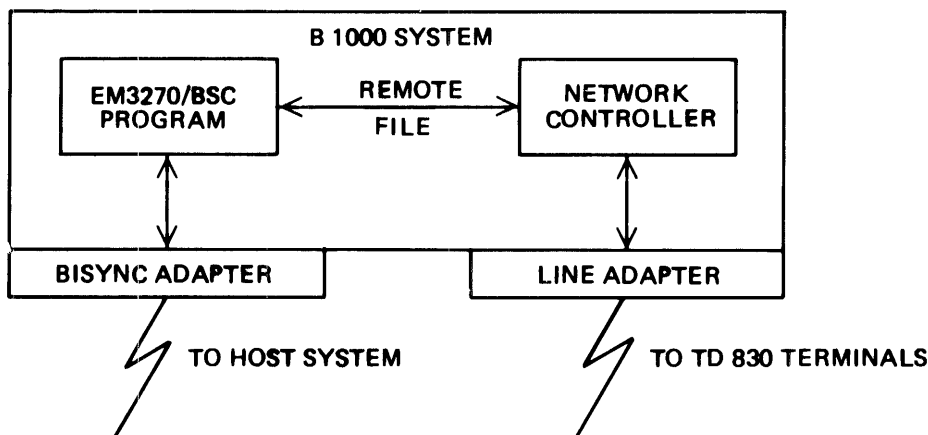 B 1000 SYSTEM
EM3270/BSC
PROGRAM
REMOTE
FILE
NETWORK
CONTROLLER
BISYNC ADAPTER
LINE ADAPTER
TO HOST SYSTEM
TO TD 830 TERMINALS